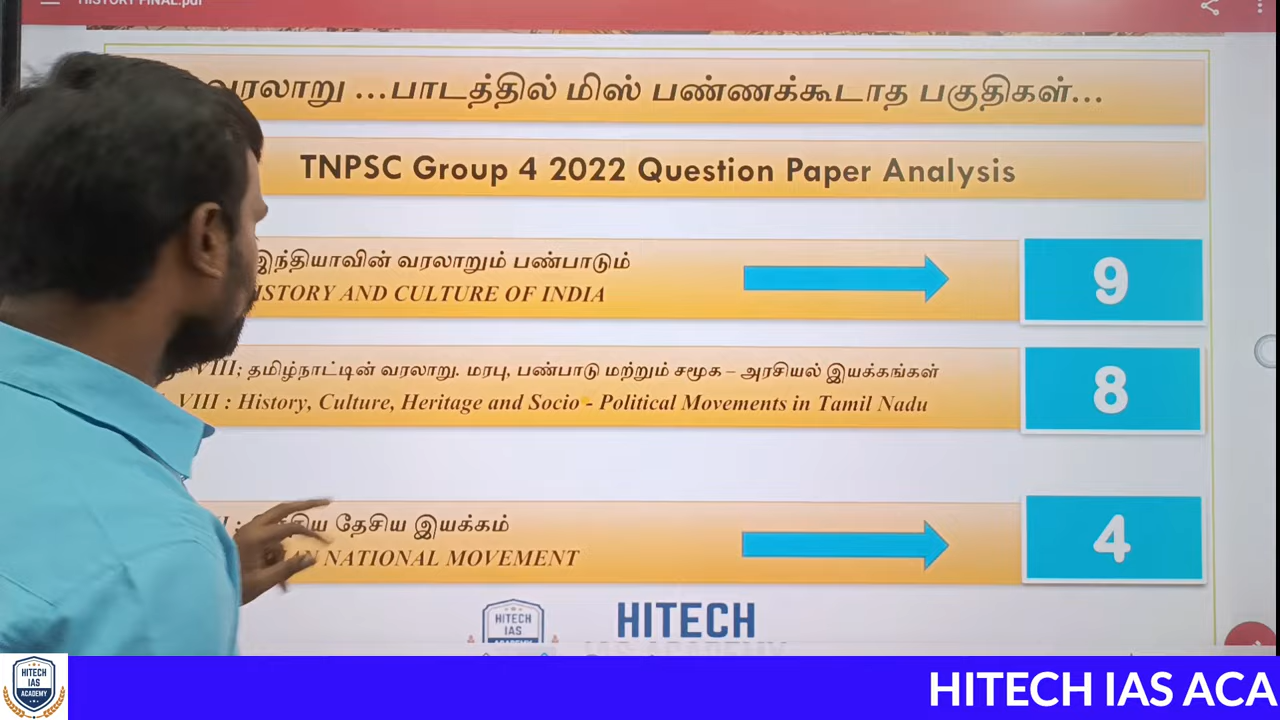 HISTORY FINAL.pdf
வரலாறு ...பாடத்தில் மிஸ் பண்ணக்கூடாத பகுதிகள்...
TNPSC Group 4 2022 Question Paper Analysis
இந்தியாவின் வரலாறும் பண்பாடும்
ISTORY AND CULTURE OF INDIA
9
VIII; தமிழ்நாட்டின் வரலாறு. மரபு, பண்பாடு மற்றும் சமூக – அரசியல் இயக்கங்கள்
VIII : History, Culture, Heritage and Socio - Political Movements in Tamil Nadu
8
தேசிய இயக்கம்
NATIONAL MOVEMENT
4
HITECH IAS
HITECH
IAS ACADEMY
HITECH IAS ACADEMY
HITECH IAS ACA